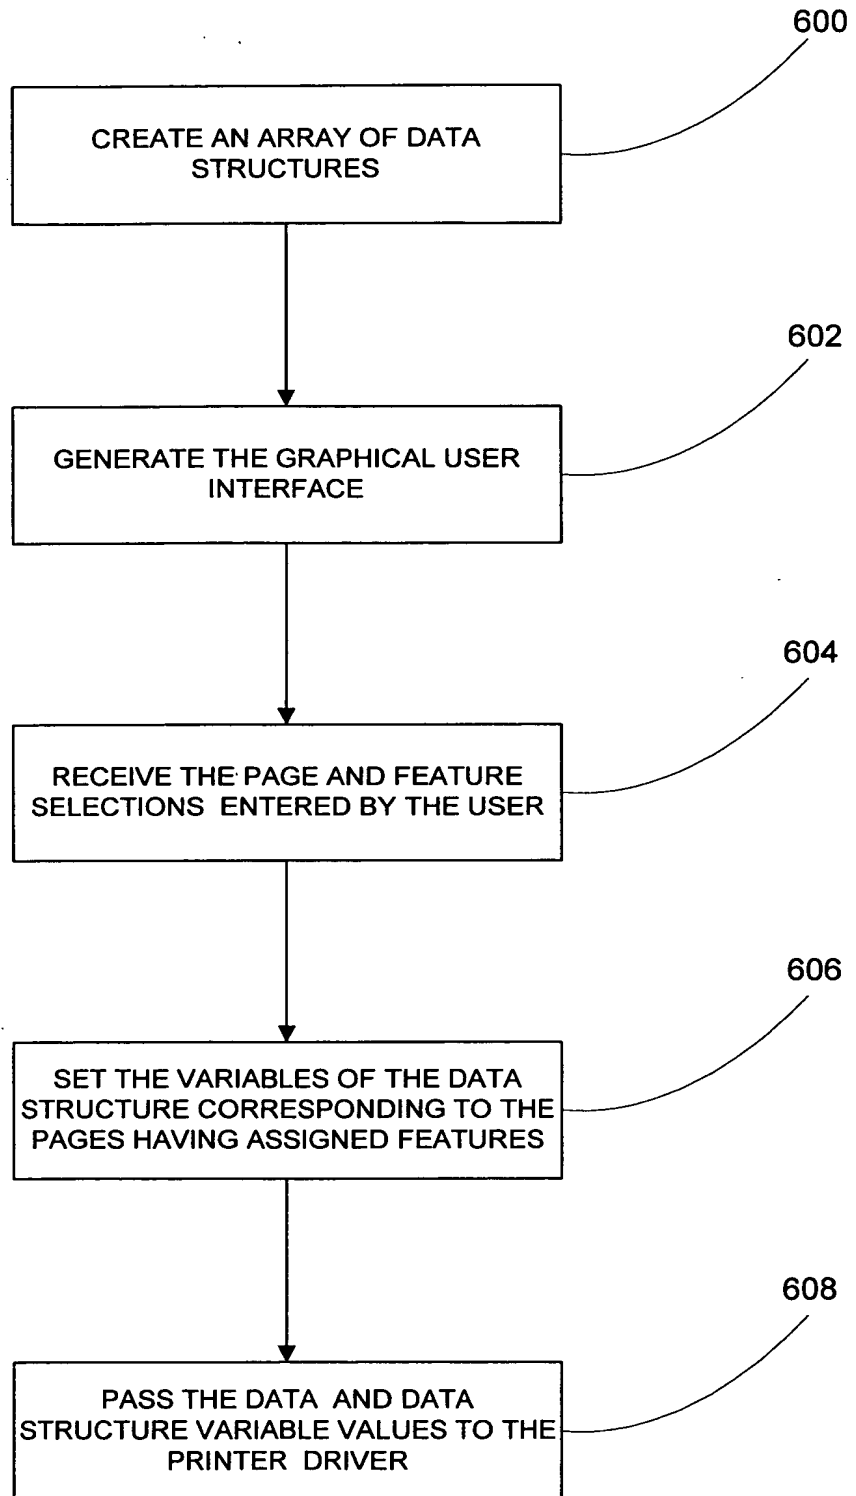 600
CREATE AN ARRAY OF DATA
STRUCTURES
602
GENERATE THE GRAPHICAL USER
INTERFACE
604
RECEIVE THE PAGE AND FEATURE
SELECTIONS ENTERED BY THE USER
606
SET THE VARIABLES OF THE DATA
STRUCTURE CORRESPONDING TO THE
PAGES HAVING ASSIGNED FEATURES
608
PASS THE DATA AND DATA
STRUCTURE VARIABLE VALUES TO THE
PRINTER DRIVER